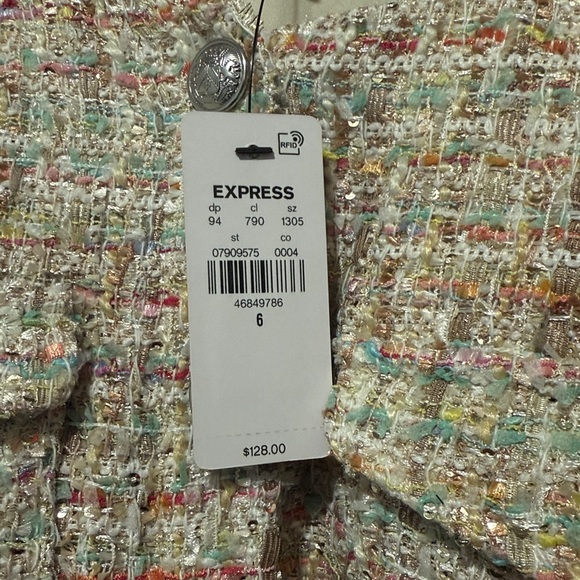 RFID
EXPRESS
dp cl sz
94 790 1305
st co
07909575 0004
46849786
6
$128.00